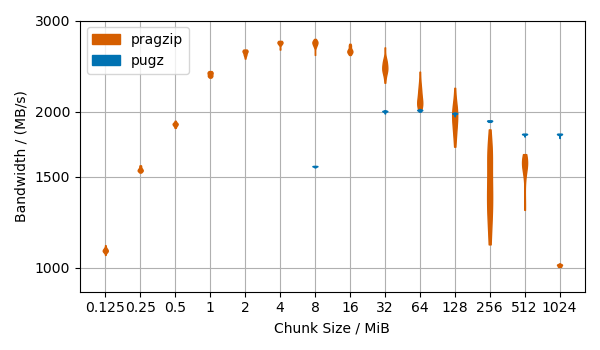 3000
pragzip
pugz
2000
1500
1000
Bandwidth / (MB/s)
0.125 0.25 0.5 1 2 4 8 16 32 64 128 256 512 1024
Chunk Size / MiB